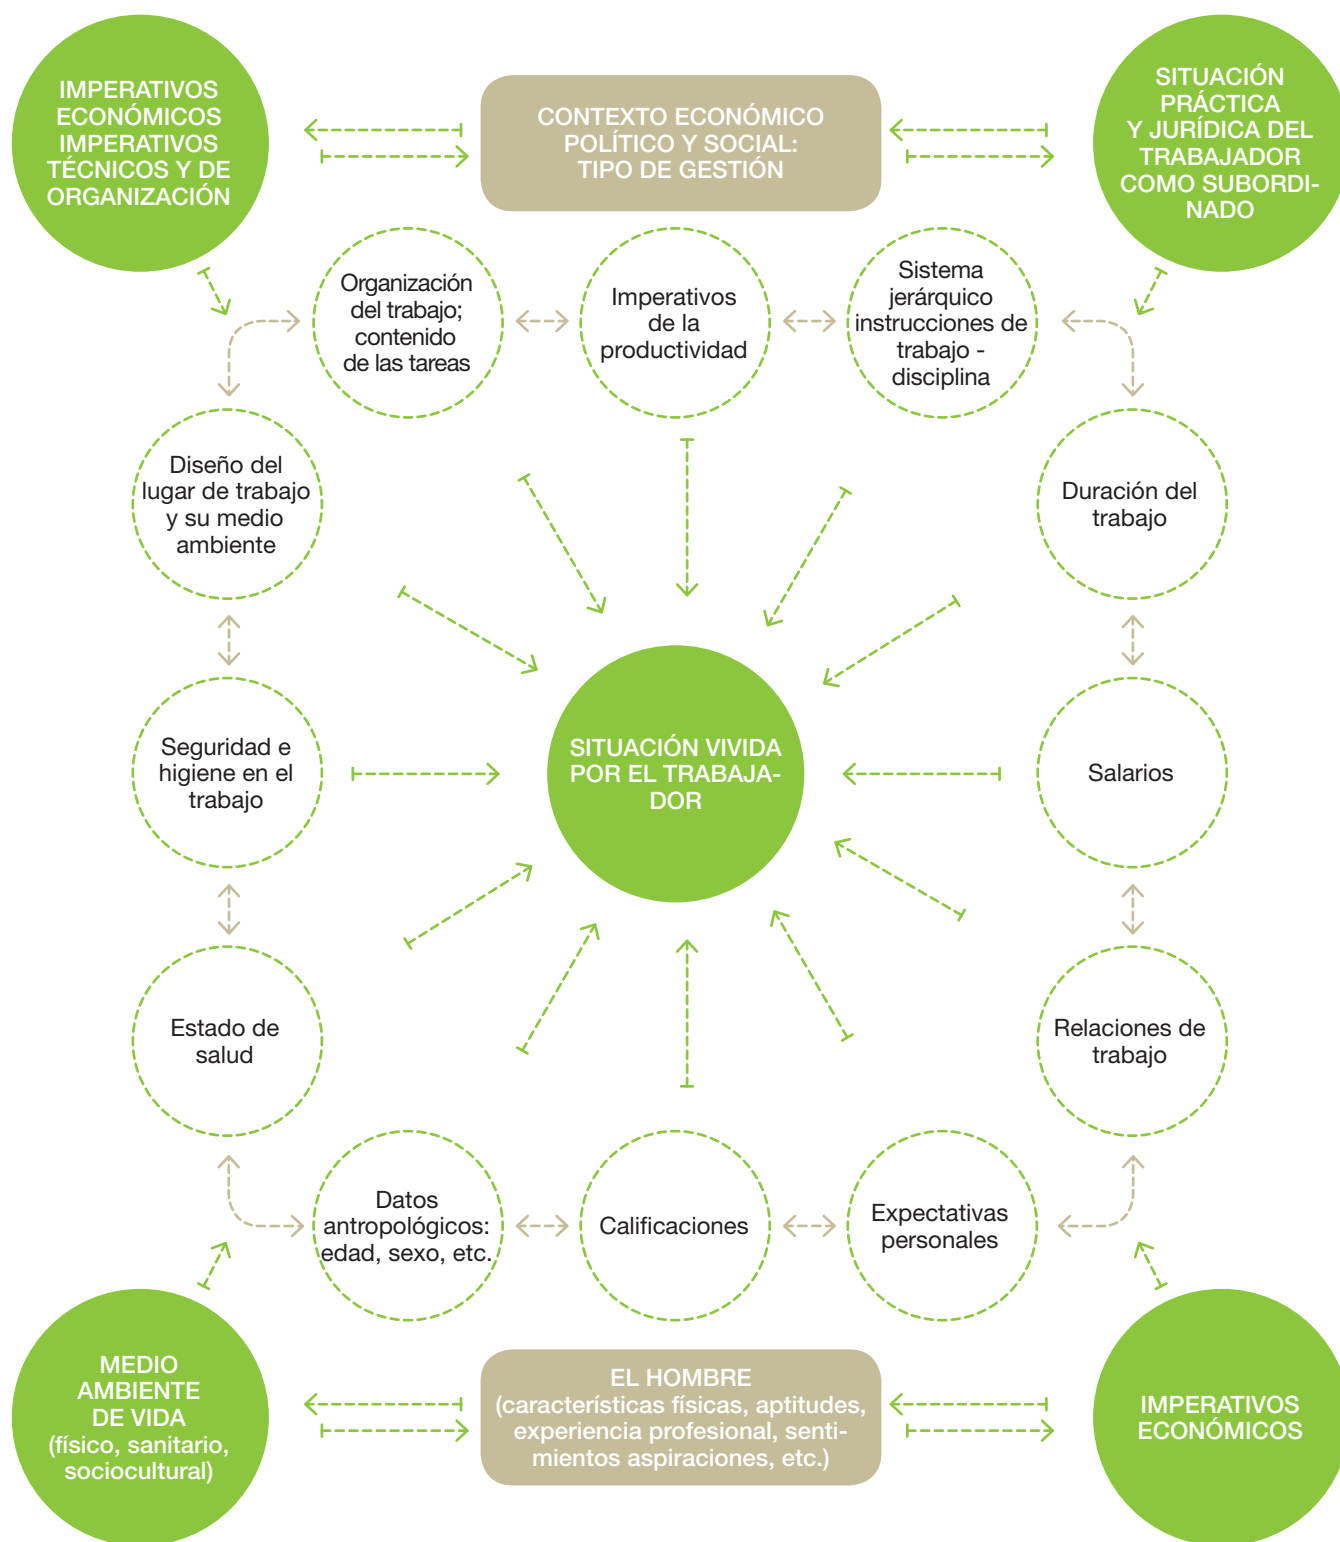 IMPERATIVOS
ECONÓMICOS
IMPERATIVOS
TÉCNICOS Y DE
ORGANIZACIÓN
CONTEXTO ECONÓMICO
POLÍTICO Y SOCIAL:
TIPO DE GESTIÓN
SITUACIÓN
PRÁCTICA
Y JURÍDICA DEL
TRABAJADOR
COMO SUBORDI-
NADO
Organización
del trabajo;
contenido
de las tareas
Imperativos
de la
productividad
Sistema
jerárquico
instrucciones de
trabajo -
disciplina
Diseño del
lugar de trabajo
y su medio
ambiente
Duración del
trabajo
Seguridad e
higiene en el
trabajo
SITUACIÓN VIVIDA
POR EL TRABAJA-
DOR
Salarios
Estado de
salud
Relaciones de
trabajo
Datos
antropológicos:
edad, sexo, etc.
Calificaciones
Expectativas
personales
MEDIO
AMBIENTE
DE VIDA
(físico, sanitario,
sociocultural)
EL HOMBRE
(características físicas, aptitudes,
experiencia profesional, senti-
mientos aspiraciones, etc.)
IMPERATIVOS
ECONÓMICOS